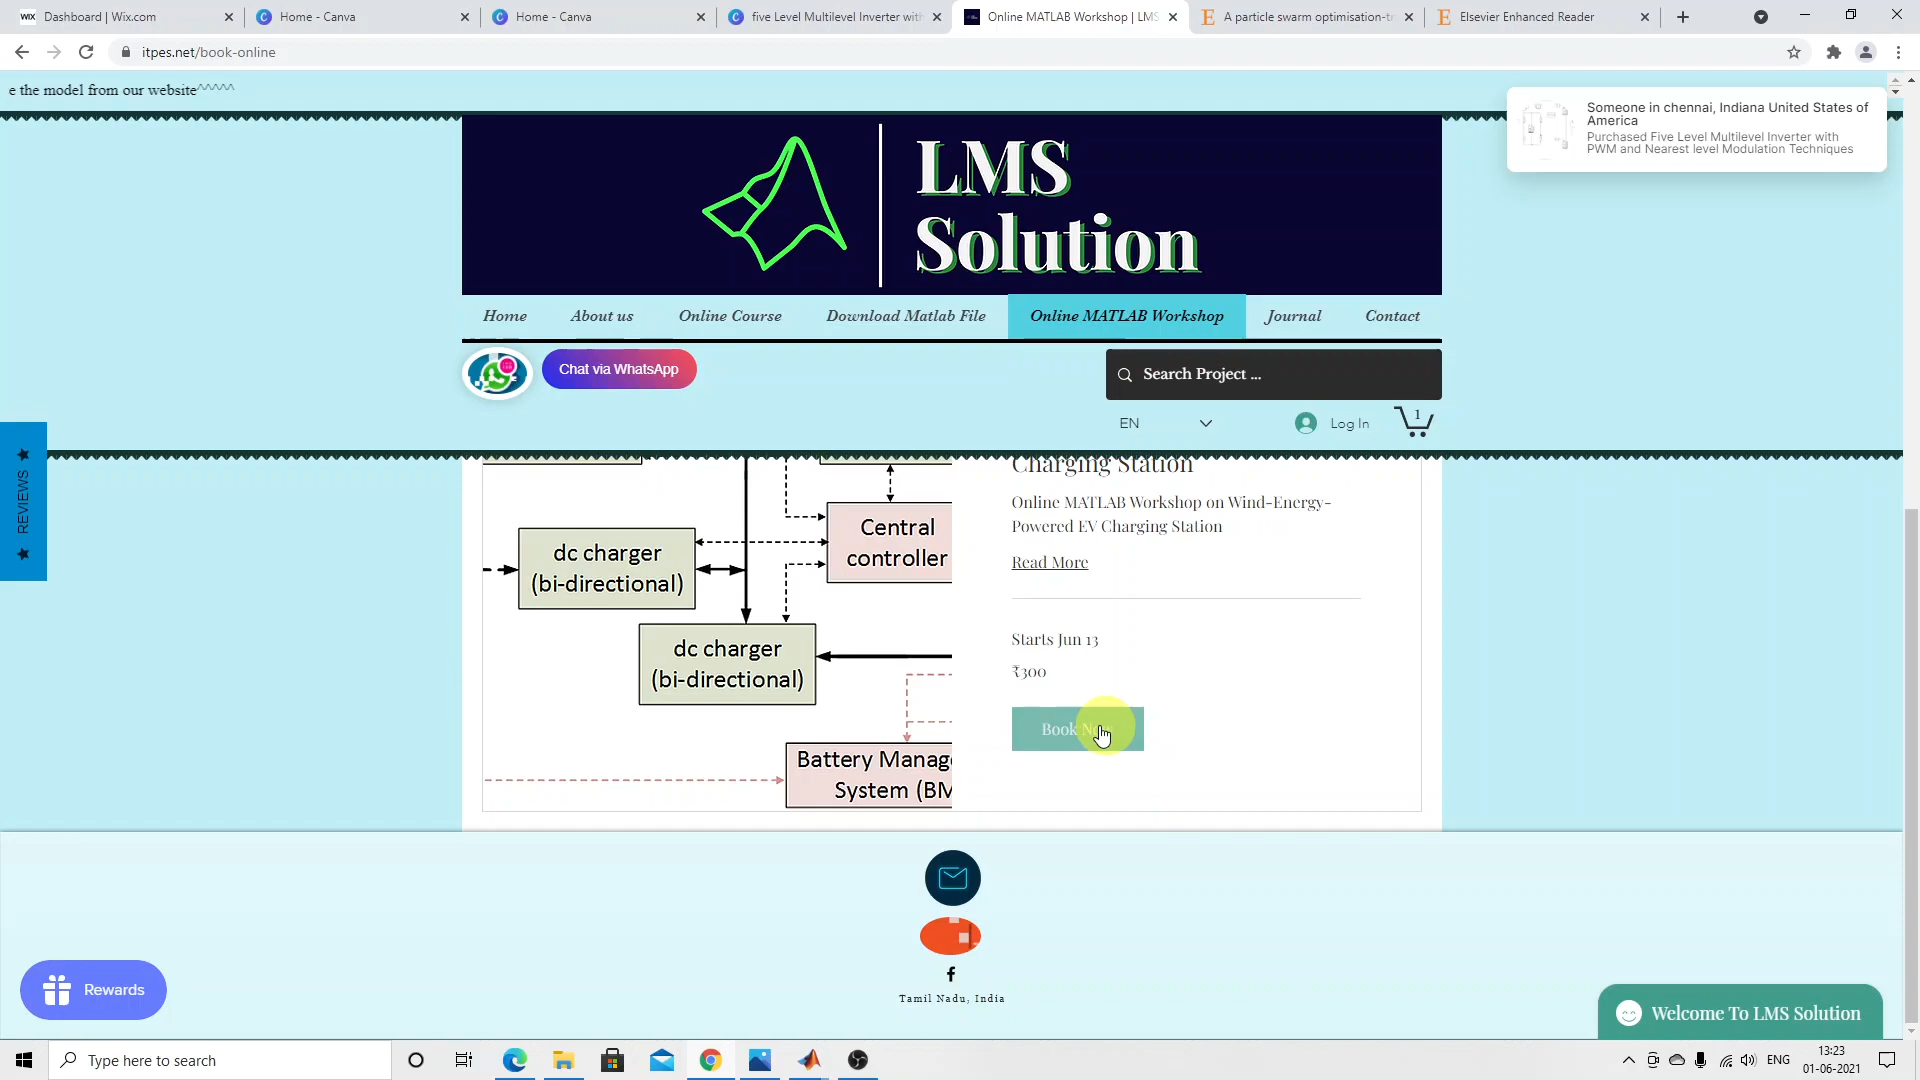 WIX Dashboard | Wix.com
Home - Canva
Home - Canva
five Level Multilevel Inverter with
Online MATLAB Workshop | LMS
A particle swarm optimisation-tr
Elsevier Enhanced Reader
itpes.net/book-online
e the model from our website^^^^^
Someone in chennai, Indiana United States of
America
Purchased Five Level Multilevel Inverter with
PWM and Nearest level Modulation Techniques
LMS
Solution
Home
About us
Online Course
Download Matlab File
Online MATLAB Workshop
Journal
Contact
Chat via WhatsApp
Search Project ...
EN
Log In
1
REVIEWS
Charging Station
Online MATLAB Workshop on Wind-Energy-
Powered EV Charging Station
Read More
Starts Jun 13
₹300
Book Now
Central
controller
dc charger
(bi-directional)
dc charger
(bi-directional)
Battery Manag
System (BM
Tamil Nadu, India
Rewards
Welcome To LMS Solution
Type here to search
ENG
13:23
01-06-2021